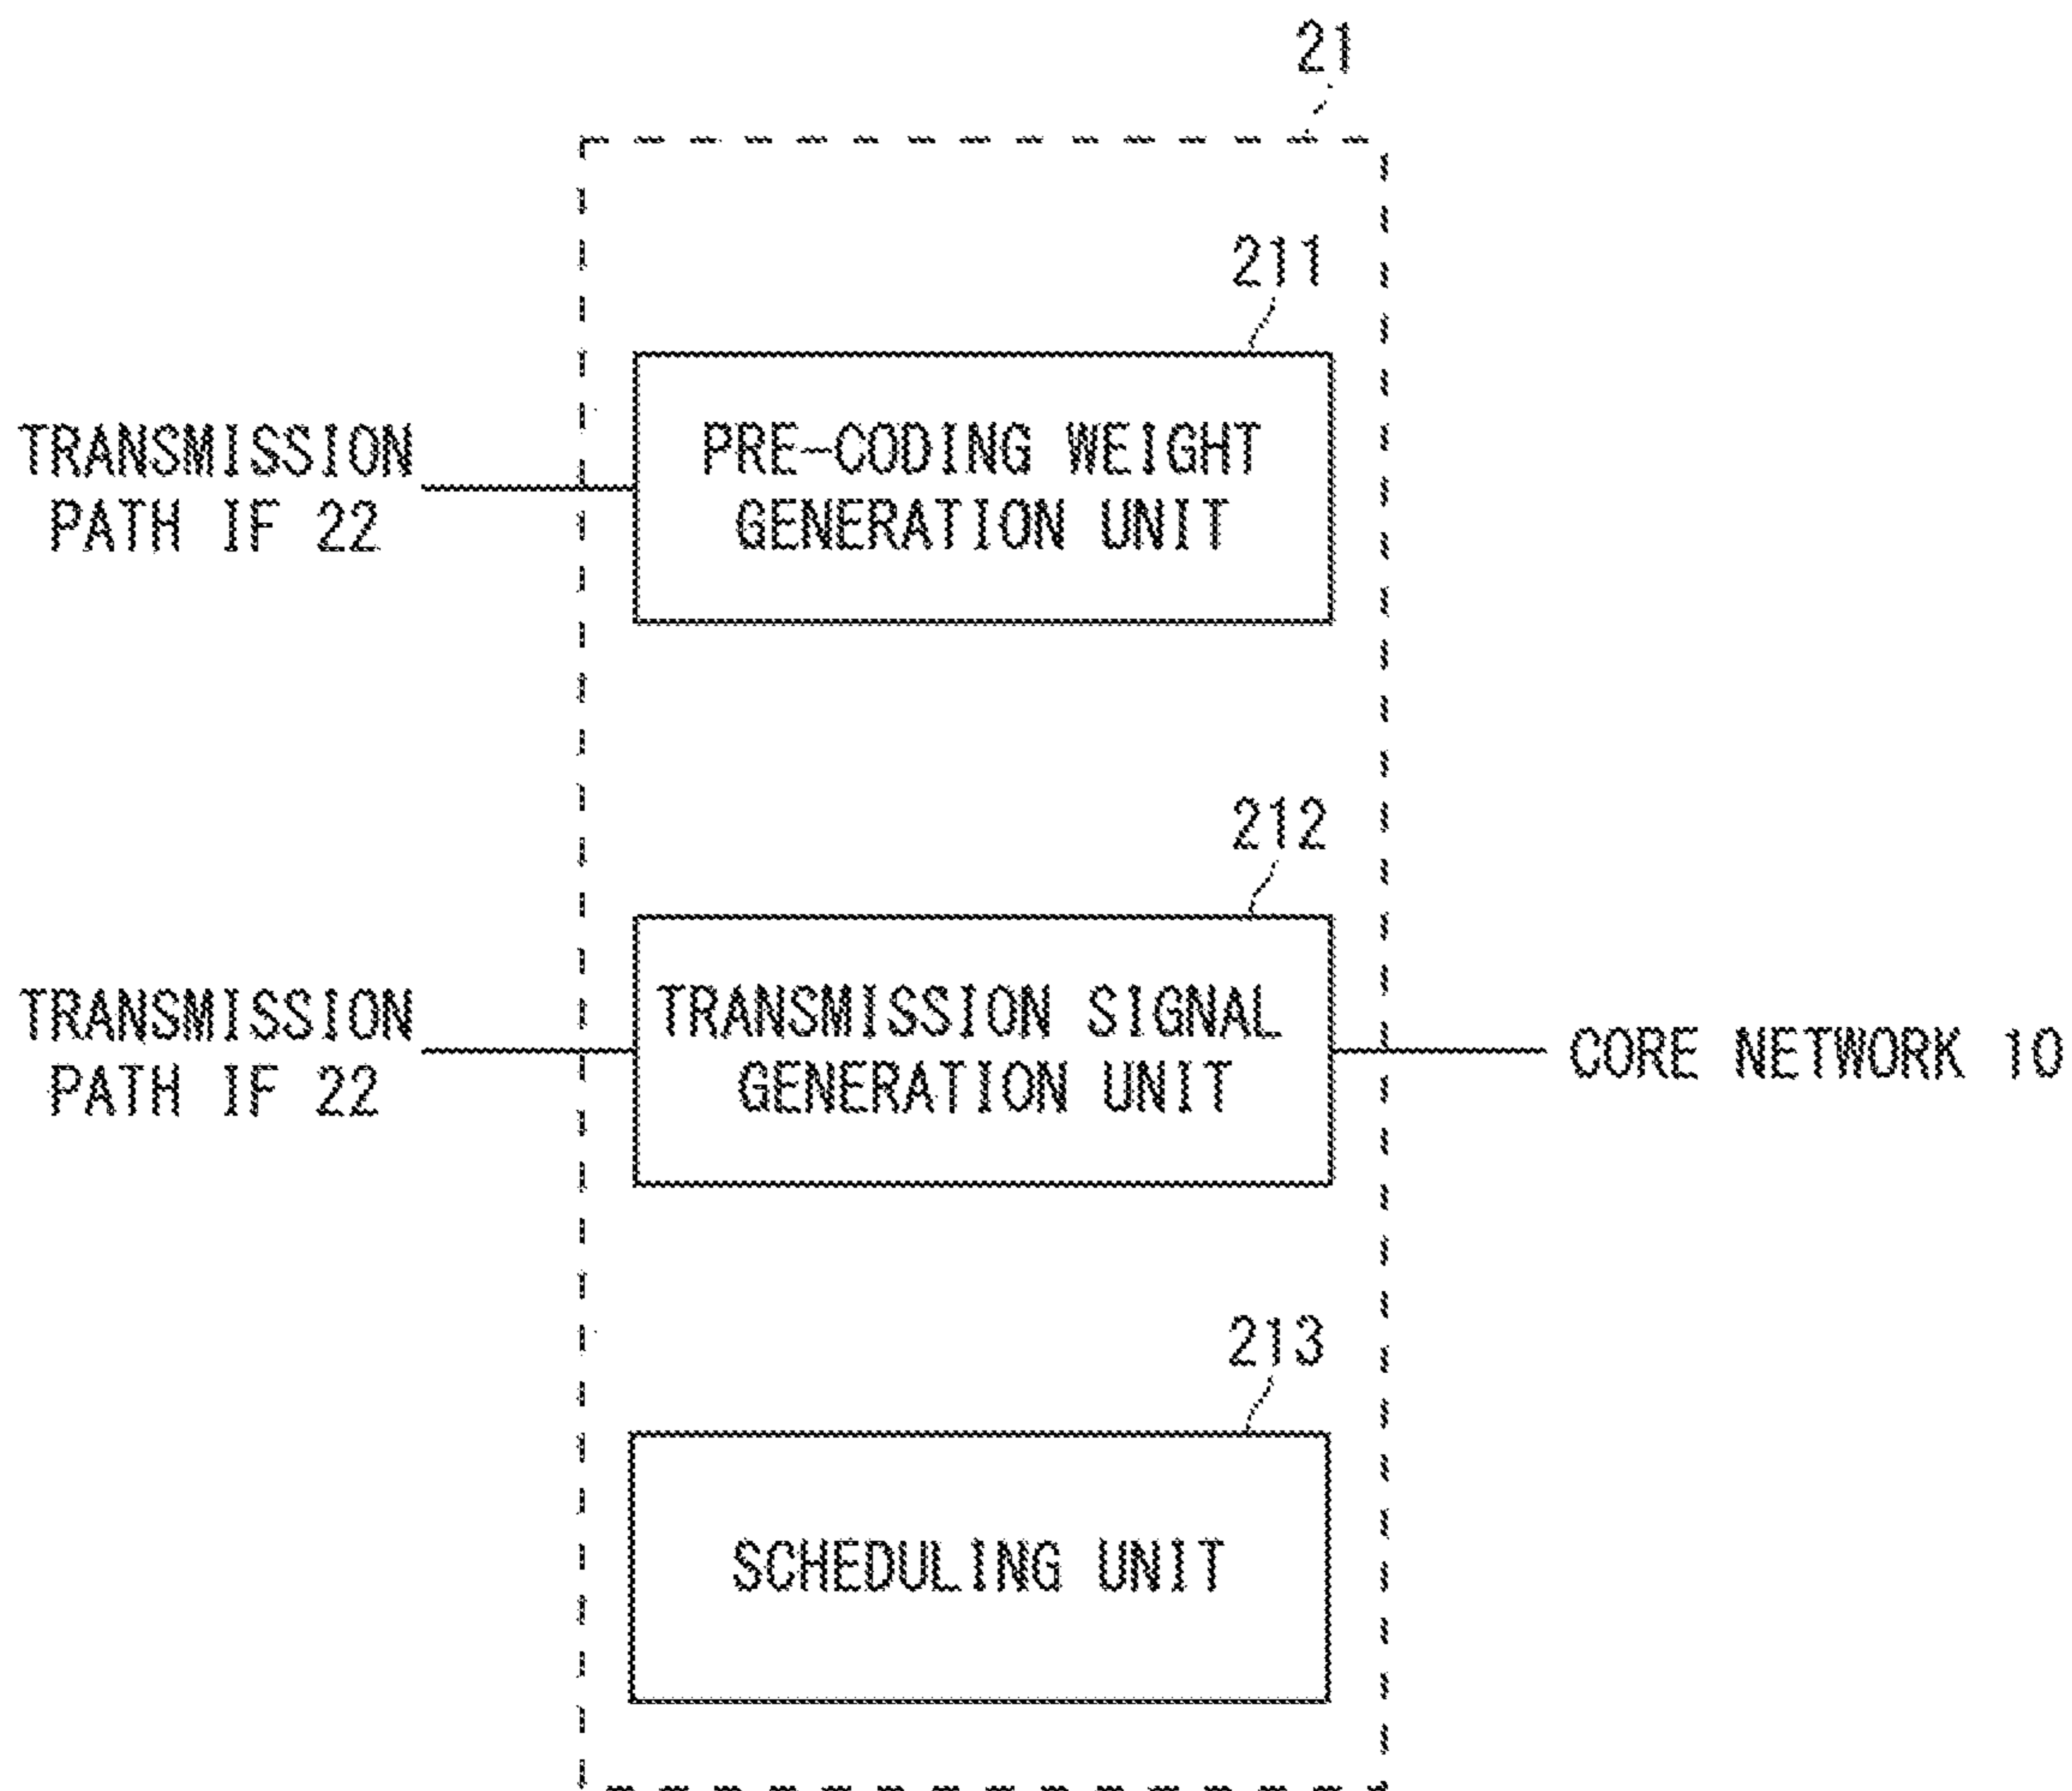 21
211
TRANSMISSION
PATH IF 22
PRE-CODING WEIGHT
GENERATION UNIT
212
TRANSMISSION
PATH IF 22
TRANSMISSION SIGNAL
GENERATION UNIT
CORE NETWORK 10
213
SCHEDULING UNIT